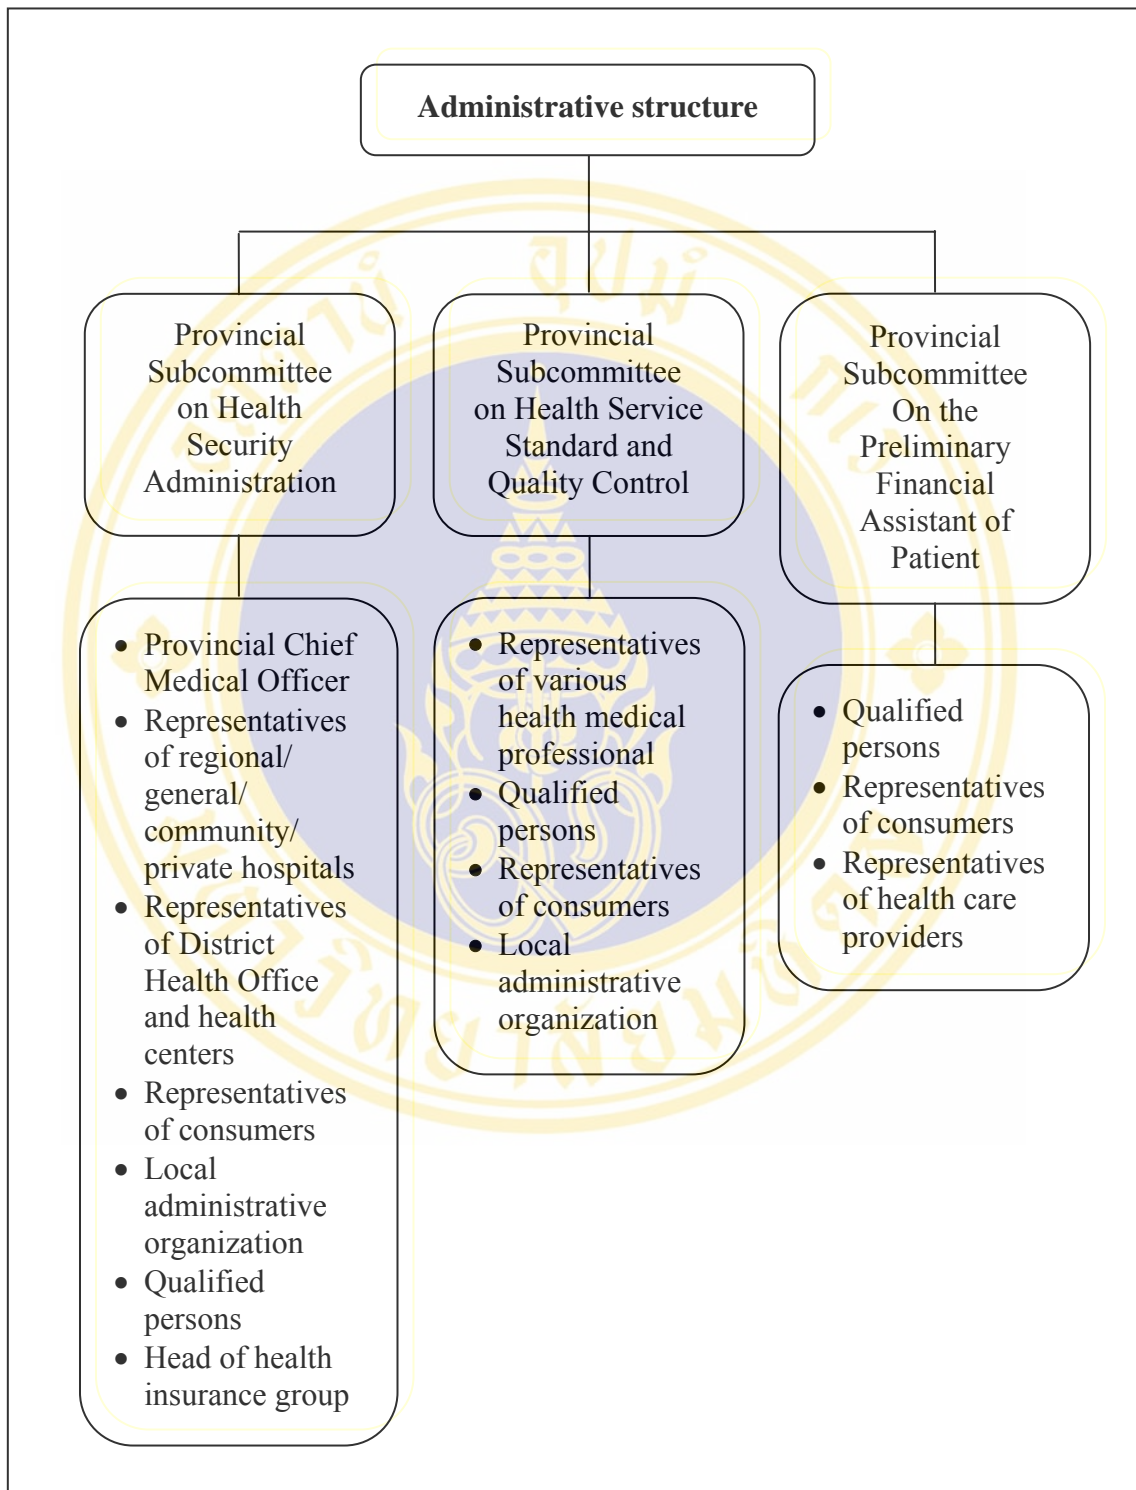 Administrative structure
Provincial
Subcommittee
on Health
Security
Administration
Provincial
Subcommittee
on Health Service
Standard and
Quality Control
Provincial
Subcommittee
On the
Preliminary
Financial
Assistant of
Patient
• Provincial Chief
Medical Officer
• Representatives
of regional/
general/
community/
private hospitals
• Representatives
of District
Health Office
and health
centers
• Representatives
of consumers
• Local
administrative
organization
• Qualified
persons
• Head of health
insurance group
• Representatives
of various
health medical
professional
• Qualified
persons
• Representatives
of consumers
• Local
administrative
organization
• Qualified
persons
• Representatives
of consumers
• Representatives
of health care
providers